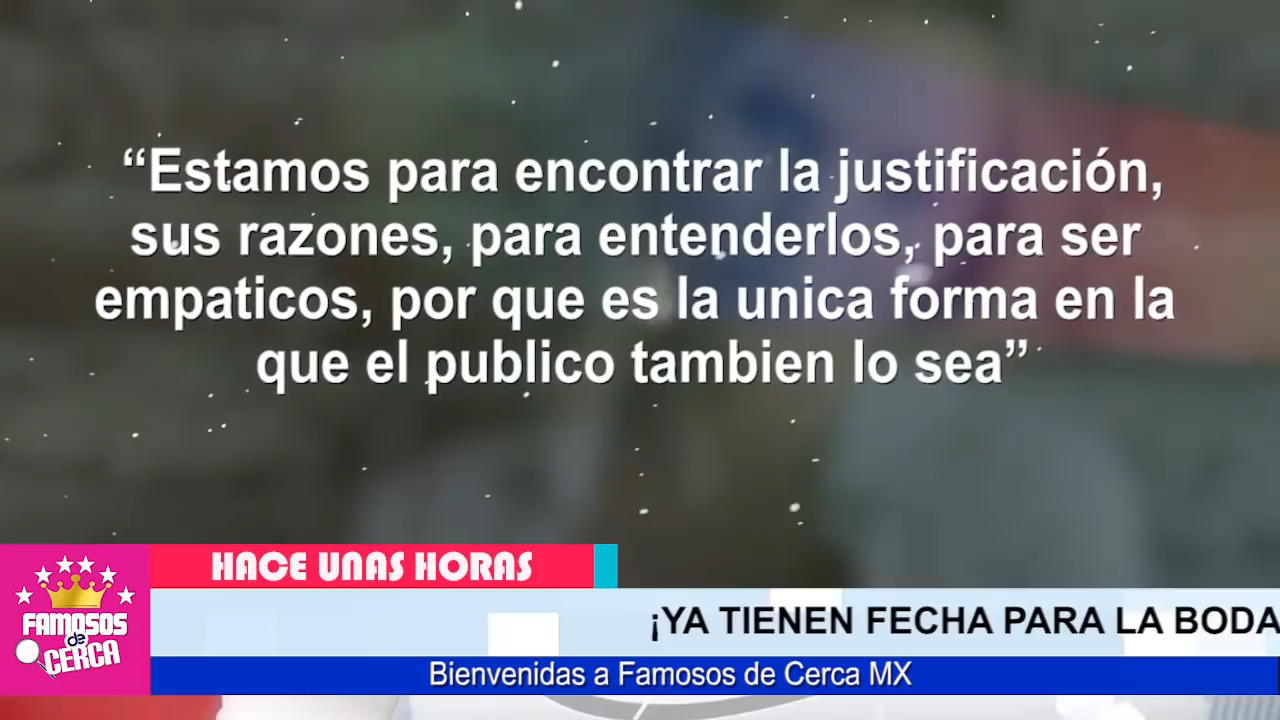 “Estamos para encontrar la justificación,
sus razones, para entenderlos, para ser
empaticos, por que es la unica forma en la
que el publico tambien lo sea”
HACE UNAS HORAS
FAMOSOS
de
CERCA
¡YA TIENEN FECHA PARA LA BODA
Bienvenidas a Famosos de Cerca MX